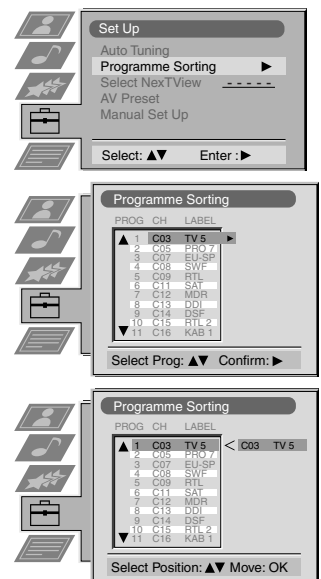 Set Up
Auto Tuning
Programme Sorting ▶
Select NexTView - - - - -
AV Preset
Manual Set Up
Select: ▲▼ Enter : ▶
Programme Sorting
PROG CH LABEL
▲ 1 C03 TV 5 ▶
2 C05 PRO 7
3 C07 EU-SP
4 C08 SWF
5 C09 RTL
6 C11 SAT
7 C12 MDR
8 C13 DDI
9 C14 DSF
10 C15 RTL 2
▼ 11 C16 KAB 1
Select Prog: ▲▼ Confirm: ▶
Programme Sorting
PROG CH LABEL
▲ 1 C03 TV 5 < C03 TV 5
2 C05 PRO 7
3 C07 EU-SP
4 C08 SWF
5 C09 RTL
6 C11 SAT
7 C12 MDR
8 C13 DDI
9 C14 DSF
10 C15 RTL 2
▼ 11 C16 KAB 1
Select Position: ▲▼ Move: OK